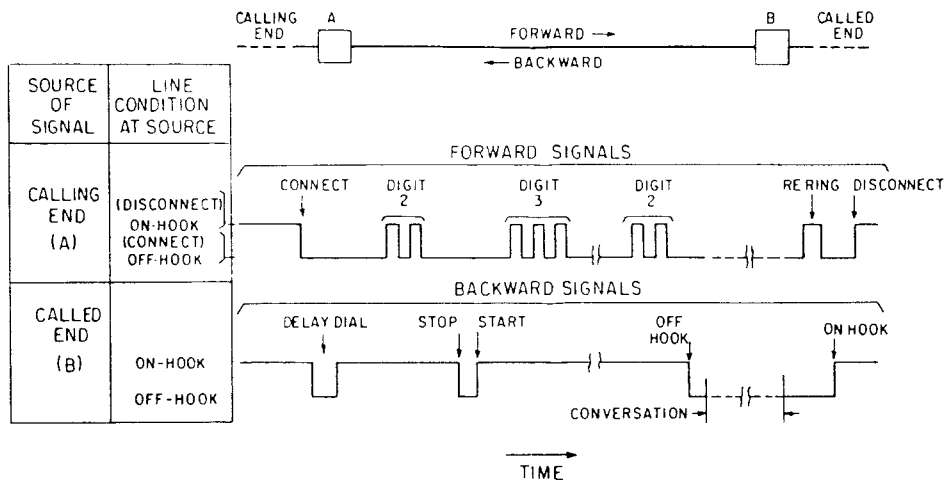 CALLING END
A
B
CALLED END
FORWARD →
← BACKWARD
SOURCE OF SIGNAL
LINE CONDITION AT SOURCE
FORWARD SIGNALS
CALLING END (A)
(DISCONNECT)
ON-HOOK
(CONNECT)
OFF-HOOK
CONNECT
DIGIT 2
DIGIT 3
DIGIT 2
RERING
DISCONNECT
BACKWARD SIGNALS
CALLED END (B)
ON-HOOK
OFF-HOOK
DELAY DIAL
STOP
START
OFF HOOK
ON HOOK
CONVERSATION
TIME